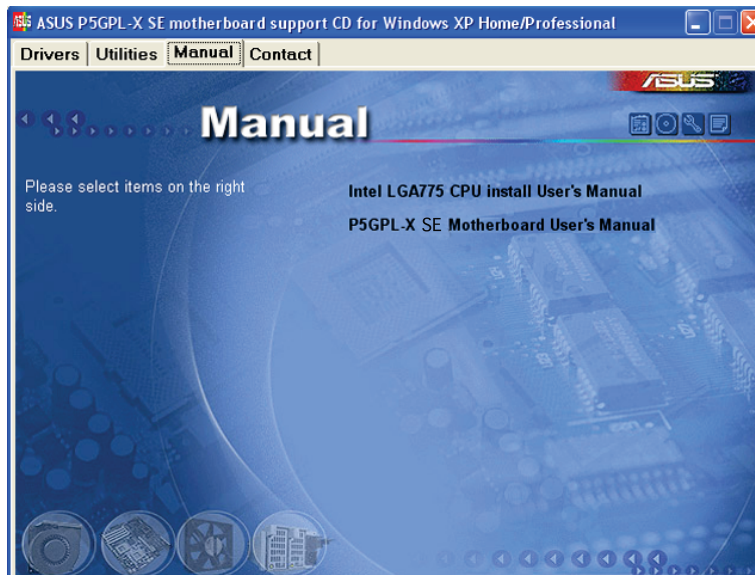 ASUS P5GPL-X SE motherboard support CD for Windows XP Home/Professional
Drivers
Utilities
Manual
Contact
ASUS
Manual
Please select items on the right
side.
Intel LGA775 CPU install User's Manual
P5GPL-X SE Motherboard User's Manual